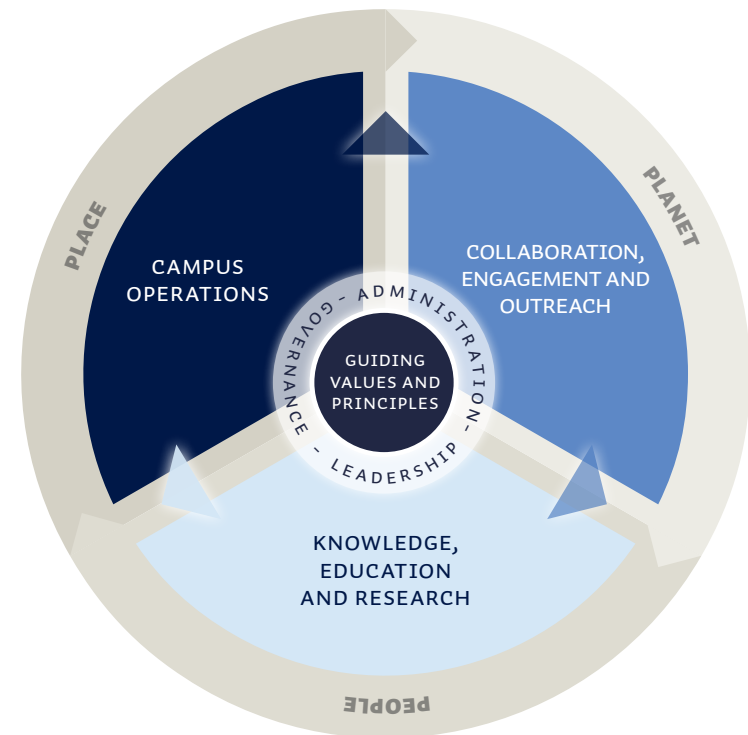 PLACE
PLANET
CAMPUS
OPERATIONS
COLLABORATION,
ENGAGEMENT AND
OUTREACH
GOVERNANCE - ADMINISTRATION - LEADERSHIP -
GUIDING
VALUES AND
PRINCIPLES
KNOWLEDGE,
EDUCATION
AND RESEARCH
PEOPLE